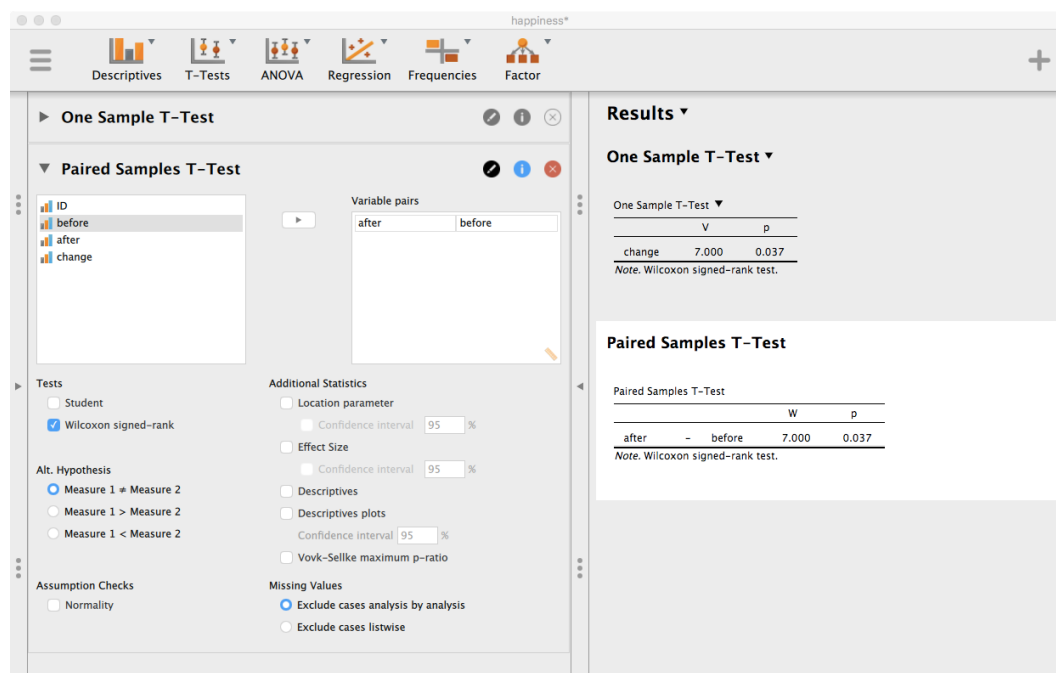 happiness*
Descriptives T-Tests ANOVA Regression Frequencies Factor
One Sample T-Test
Paired Samples T-Test
ID
before
after
change
Variable pairs
after before
Tests
Student
Wilcoxon signed-rank
Alt. Hypothesis
Measure 1 ≠ Measure 2
Measure 1 > Measure 2
Measure 1 < Measure 2
Assumption Checks
Normality
Additional Statistics
Location parameter
Confidence interval 95 %
Effect Size
Confidence interval 95 %
Descriptives
Descriptives plots
Confidence interval 95 %
Vovk-Sellke maximum p-ratio
Missing Values
Exclude cases analysis by analysis
Exclude cases listwise
Results
One Sample T-Test
One Sample T-Test
V p
change 7.000 0.037
Note. Wilcoxon signed-rank test.
Paired Samples T-Test
Paired Samples T-Test
W p
after - before 7.000 0.037
Note. Wilcoxon signed-rank test.